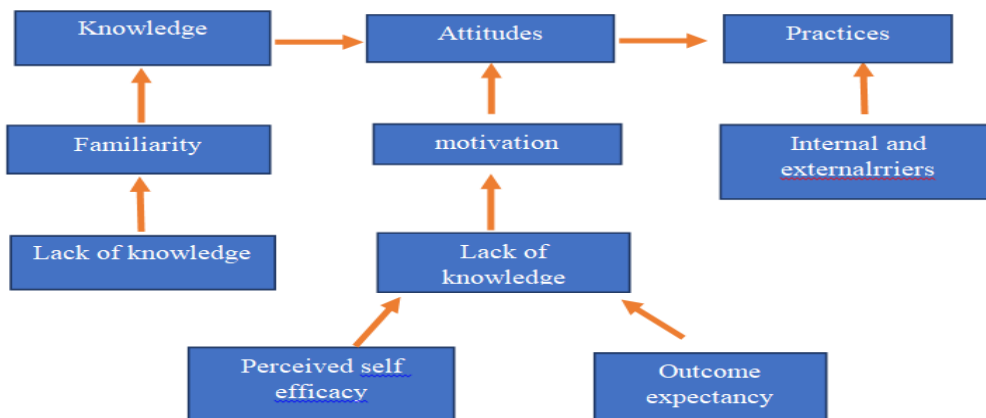 Knowledge
Attitudes
Practices
Familiarity
motivation
Internal and
externalrriers
Lack of knowledge
Lack of
knowledge
Perceived self
efficacy
Outcome
expectancy